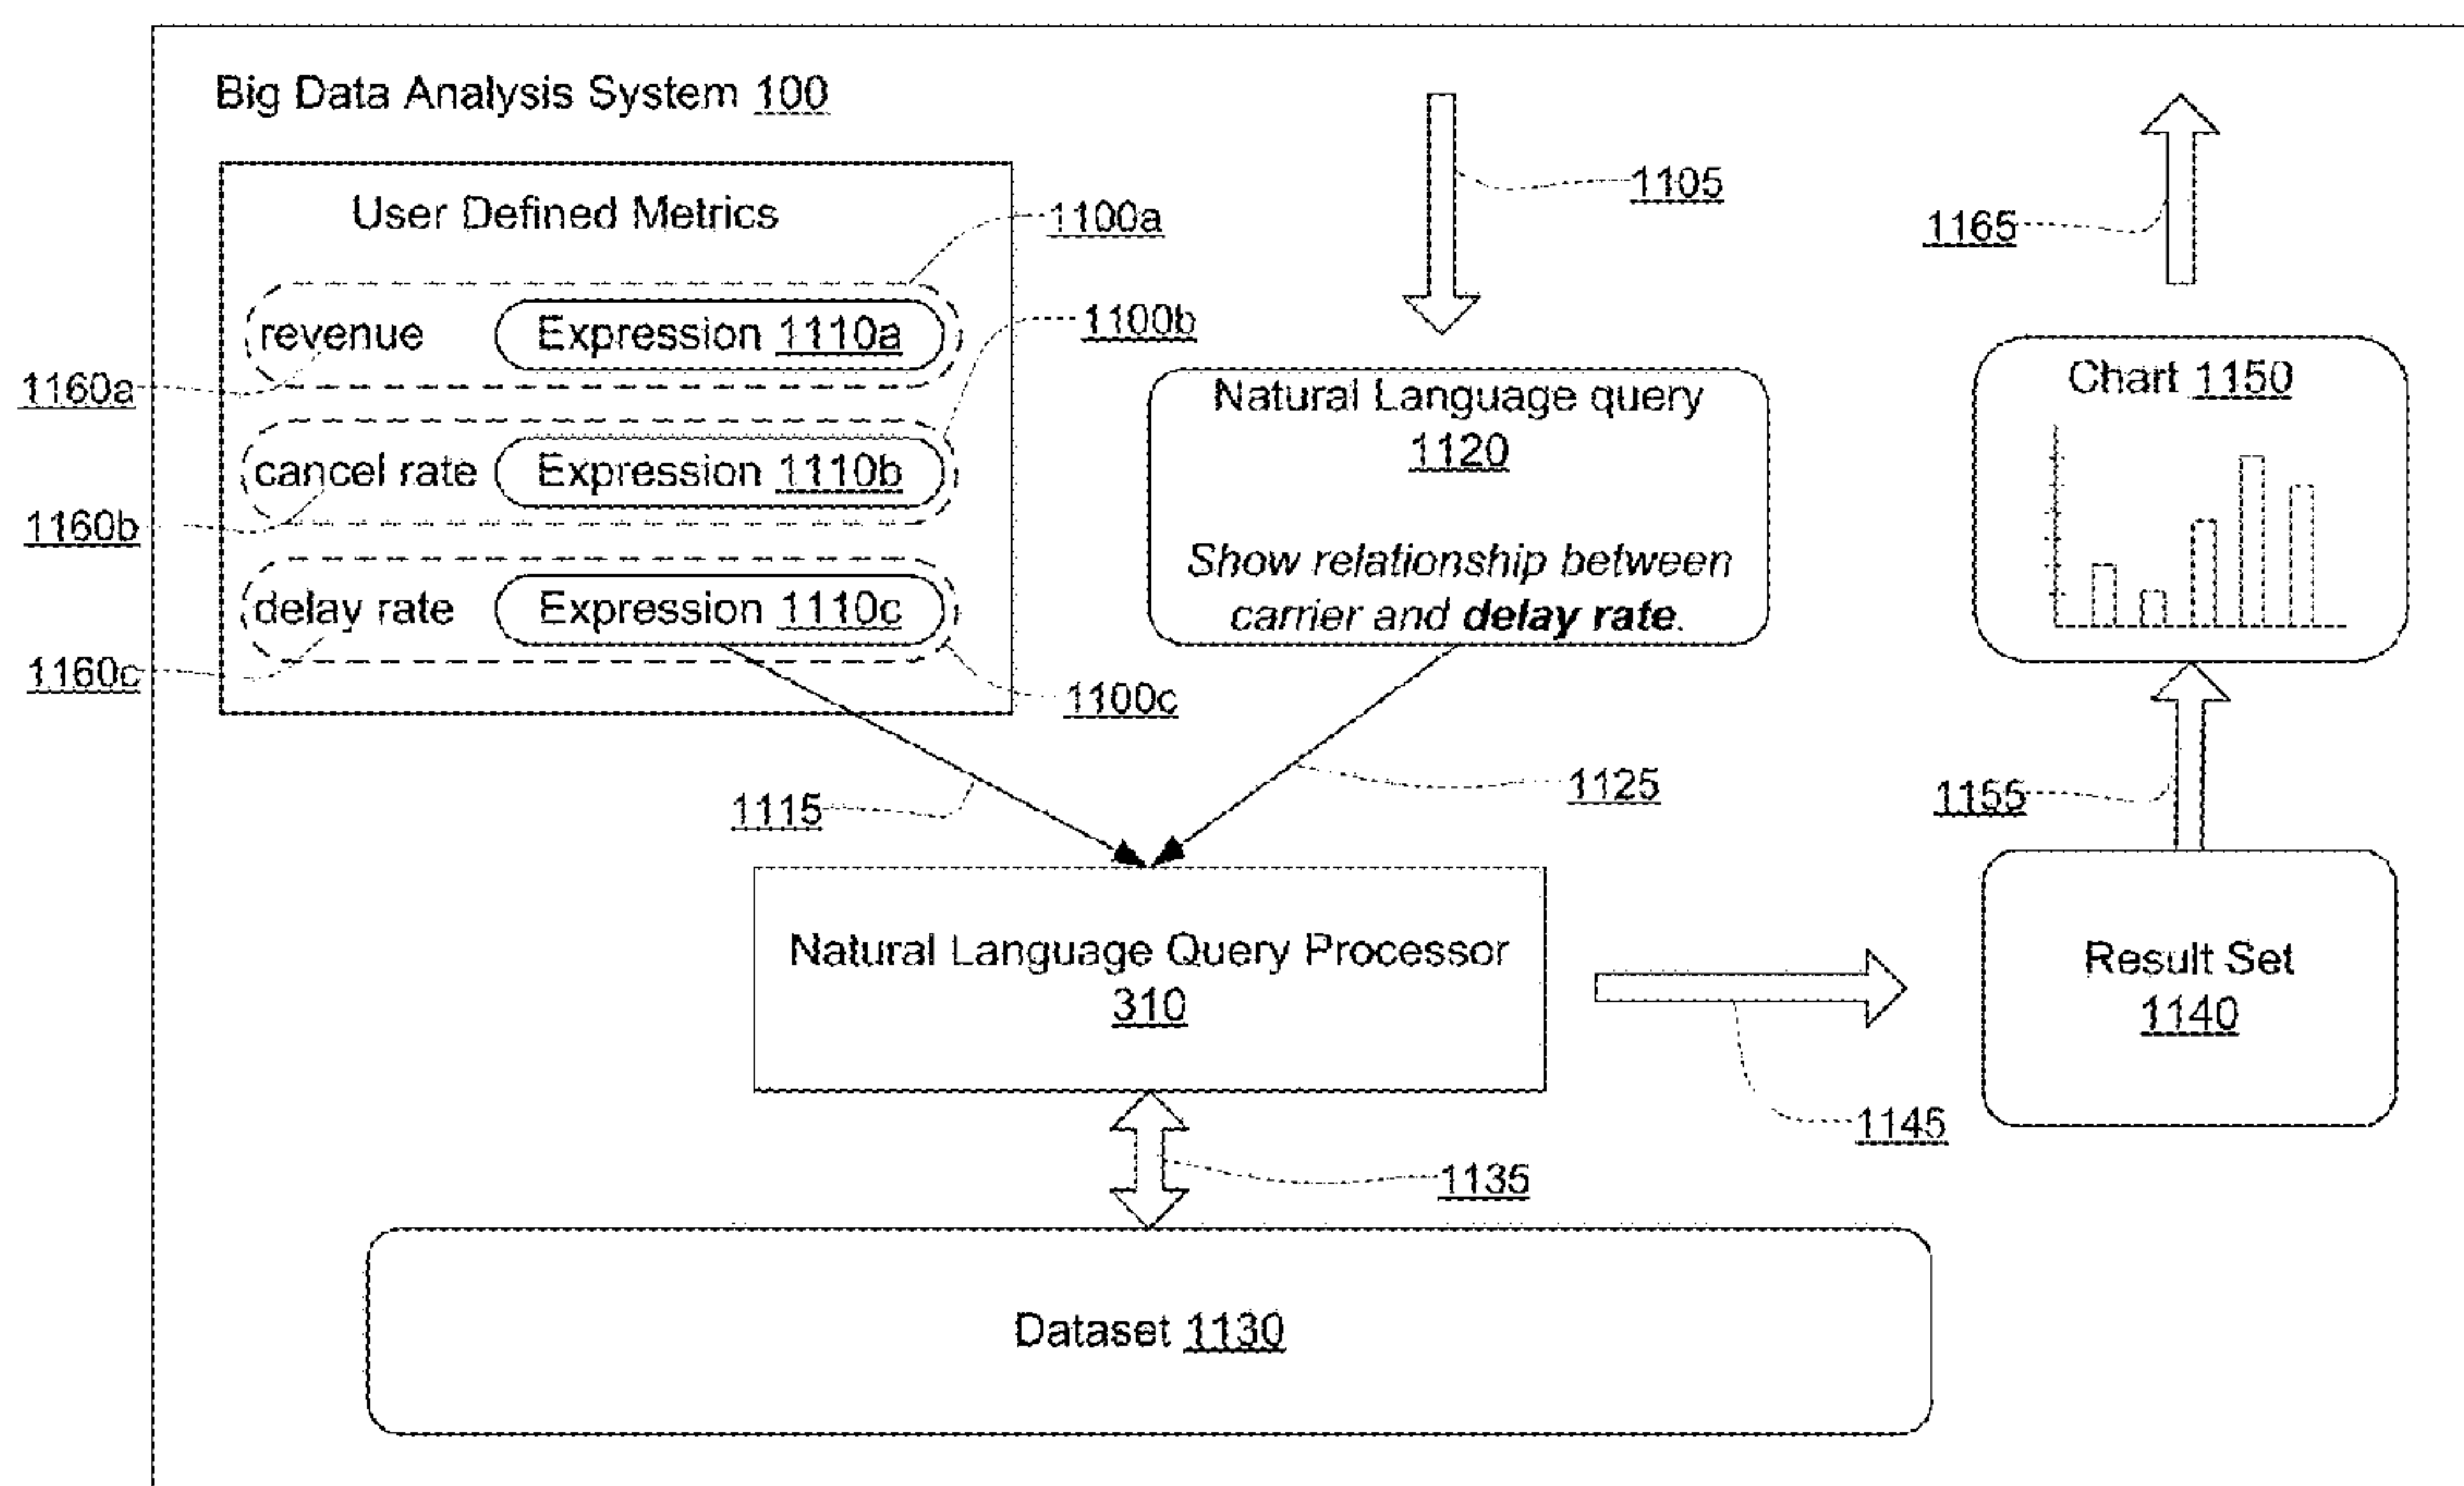 Big Data Analysis System 100
User Defined Metrics
1100a
revenue
Expression 1110a
1160a
1100b
cancel rate
Expression 1110b
1160b
delay rate
Expression 1110c
1160c
1100c
1105
1165
Natural Language query
1120
Show relationship between
carrier and delay rate.
Chart 1150
1115
1125
1155
Natural Language Query Processor
310
Result Set
1140
1145
1135
Dataset 1130